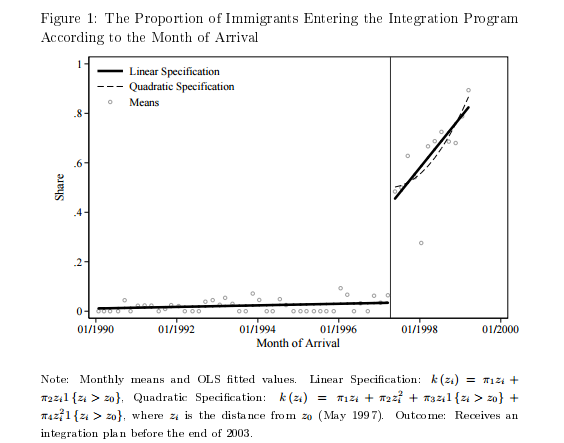 Figure 1: The Proportion of Immigrants Entering the Integration Program
According to the Month of Arrival
1
Linear Specification
Quadratic Specification
Means
.8
.6
Share
.4
.2
0
01/1990 01/1992 01/1994 01/1996 01/1998 01/2000
Month of Arrival
Note: Monthly means and OLS fitted values. Linear Specification: k(zᵢ) = π₁zᵢ +
π₂zᵢ1{zᵢ > z₀}, Quadratic Specification: k(zᵢ) = π₁zᵢ + π₂zᵢ² + π₃zᵢ1{zᵢ > z₀} +
π₄zᵢ²1{zᵢ > z₀}, where zᵢ is the distance from z₀ (May 1997). Outcome: Receives an
integration plan before the end of 2003.